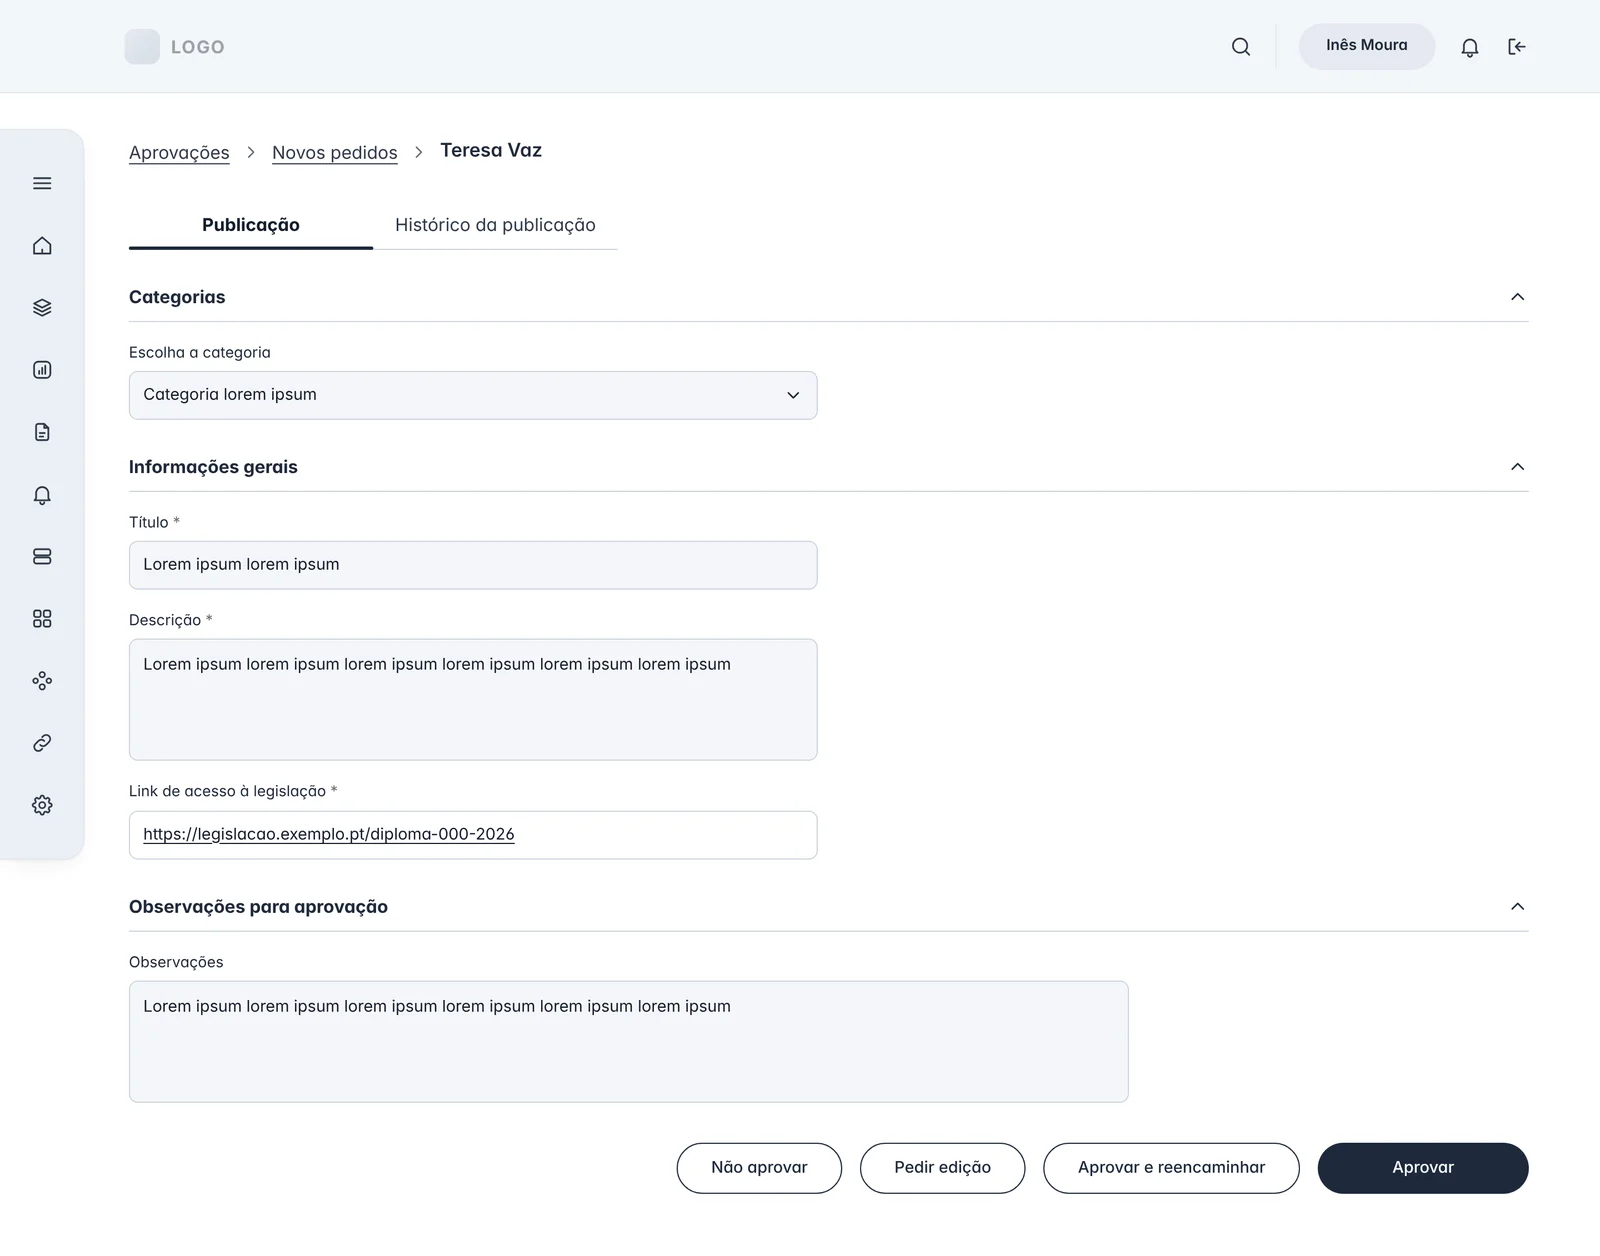 LOGO
Inês Moura
Aprovações
Novos pedidos
Teresa Vaz
Publicação
Histórico da publicação
Categorias
Escolha a categoria
Categoria lorem ipsum
Informações gerais
Título *
Lorem ipsum lorem ipsum
Descrição *
Lorem ipsum lorem ipsum lorem ipsum lorem ipsum lorem ipsum lorem ipsum
Link de acesso à legislação *
https://legislacao.exemplo.pt/diploma-000-2026
Observações para aprovação
Observações
Lorem ipsum lorem ipsum lorem ipsum lorem ipsum lorem ipsum lorem ipsum
Não aprovar
Pedir edição
Aprovar e reencaminhar
Aprovar